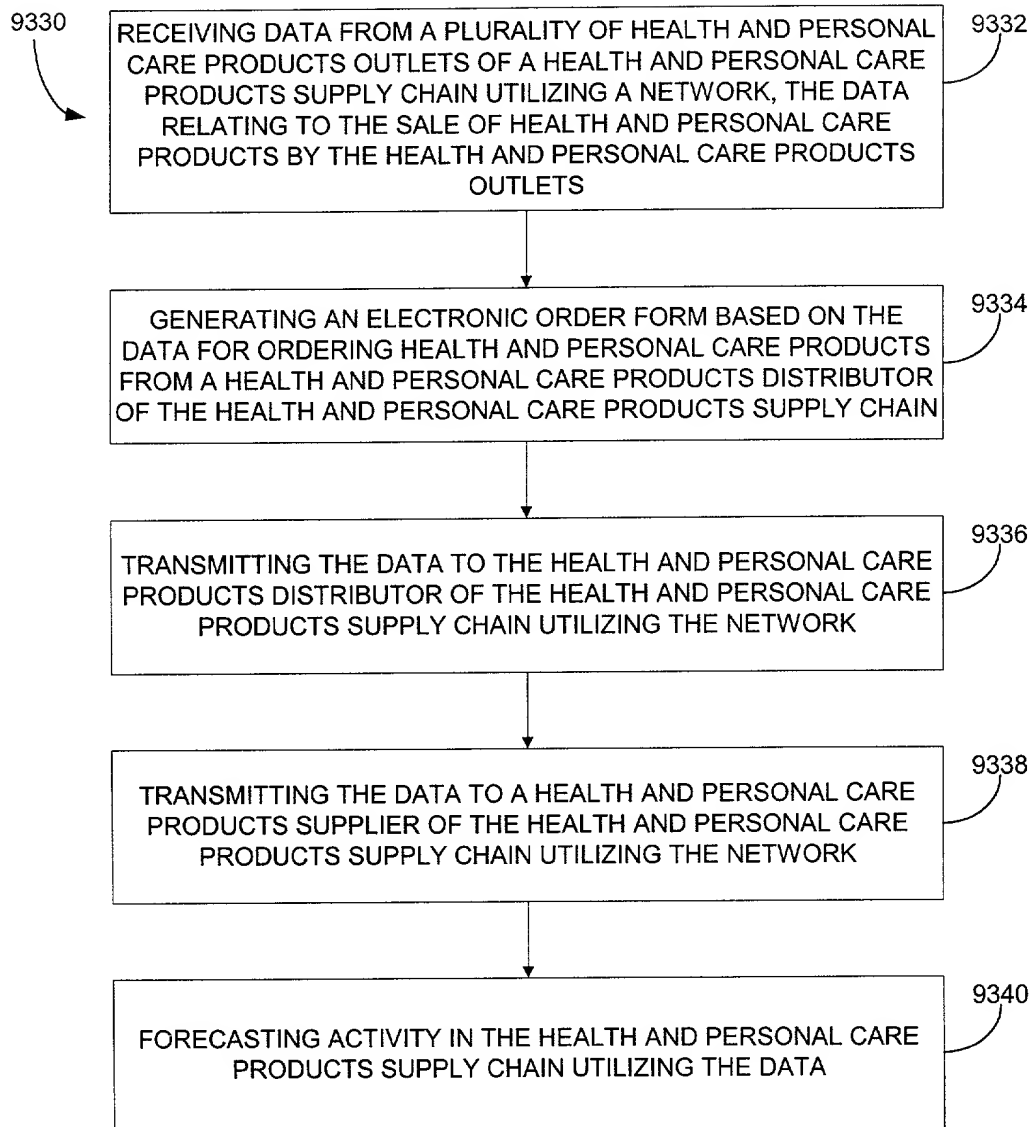 9330
RECEIVING DATA FROM A PLURALITY OF HEALTH AND PERSONAL
CARE PRODUCTS OUTLETS OF A HEALTH AND PERSONAL CARE
PRODUCTS SUPPLY CHAIN UTILIZING A NETWORK, THE DATA
RELATING TO THE SALE OF HEALTH AND PERSONAL CARE
PRODUCTS BY THE HEALTH AND PERSONAL CARE PRODUCTS
OUTLETS
9332
GENERATING AN ELECTRONIC ORDER FORM BASED ON THE
DATA FOR ORDERING HEALTH AND PERSONAL CARE PRODUCTS
FROM A HEALTH AND PERSONAL CARE PRODUCTS DISTRIBUTOR
OF THE HEALTH AND PERSONAL CARE PRODUCTS SUPPLY CHAIN
9334
TRANSMITTING THE DATA TO THE HEALTH AND PERSONAL CARE
PRODUCTS DISTRIBUTOR OF THE HEALTH AND PERSONAL CARE
PRODUCTS SUPPLY CHAIN UTILIZING THE NETWORK
9336
TRANSMITTING THE DATA TO A HEALTH AND PERSONAL CARE
PRODUCTS SUPPLIER OF THE HEALTH AND PERSONAL CARE
PRODUCTS SUPPLY CHAIN UTILIZING THE NETWORK
9338
FORECASTING ACTIVITY IN THE HEALTH AND PERSONAL CARE
PRODUCTS SUPPLY CHAIN UTILIZING THE DATA
9340